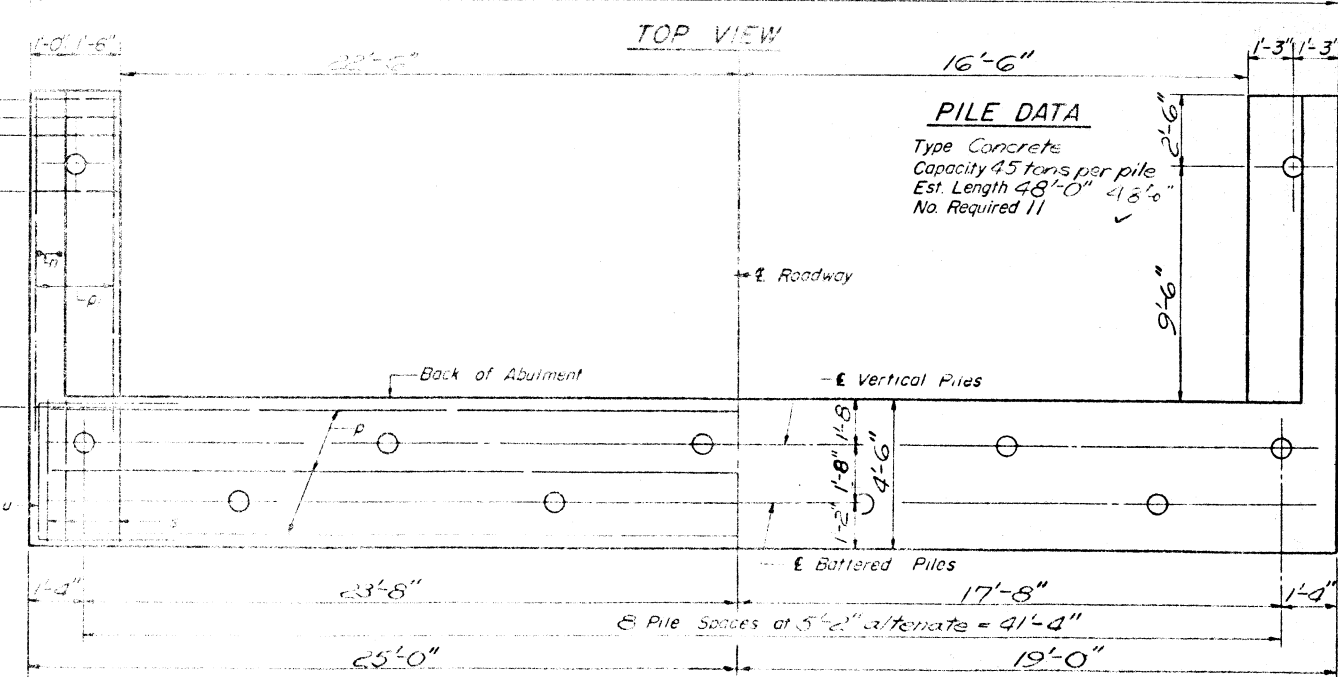 TOP VIEW
1'-0" 1'-6"
22'-6"
16'-6"
1'-3" 1'-3"
PILE DATA
Type Concrete
Capacity 45 tons per pile
Est. Length 48'-0" 48'-0"
No. Required 11
2'-6"
9'-6"
℄ Roadway
Back of Abutment
℄ Vertical Piles
p
1'-8
1'-8"
4'-6"
1'-2"
℄ Battered Piles
1'-4"
23'-8"
17'-8"
1'-4"
8 Pile Spaces at 5'-2" altenate = 41'-4"
25'-0"
19'-0"